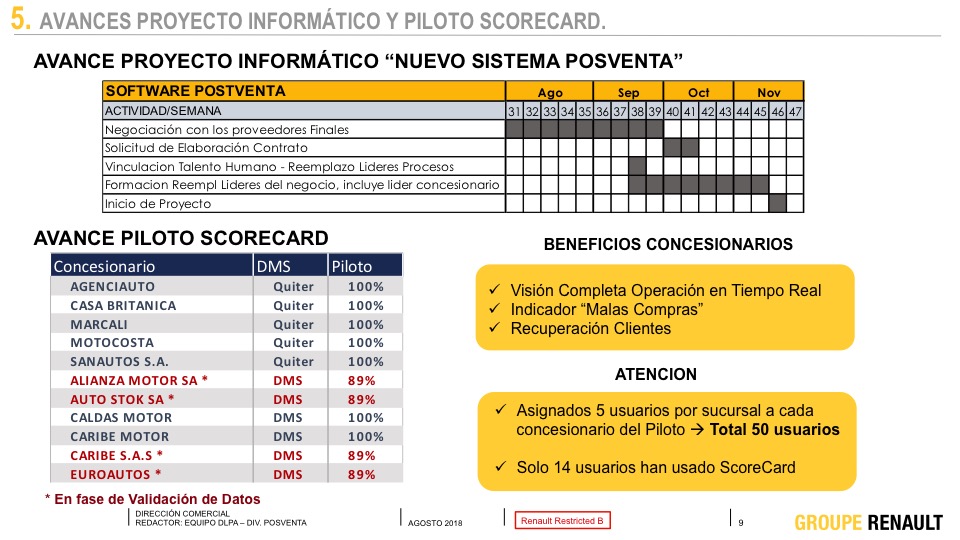 5. AVANCES PROYECTO INFORMÁTICO Y PILOTO SCORECARD.
AVANCE PROYECTO INFORMÁTICO “NUEVO SISTEMA POSVENTA”
SOFTWARE POSTVENTA Ago Sep Oct Nov
ACTIVIDAD/SEMANA 31 32 33 34 35 36 37 38 39 40 41 42 43 44 45 46 47
Negociación con los proveedores Finales
Solicitud de Elaboración Contrato
Vinculacion Talento Humano - Reemplazo Lideres Procesos
Formacion Reempl Lideres del negocio, incluye lider concesionario
Inicio de Proyecto
AVANCE PILOTO SCORECARD
Concesionario DMS Piloto
AGENCIAUTO Quiter 100%
CASA BRITANICA Quiter 100%
MARCALI Quiter 100%
MOTOCOSTA Quiter 100%
SANAUTOS S.A. Quiter 100%
ALIANZA MOTOR SA * DMS 89%
AUTO STOK SA * DMS 89%
CALDAS MOTOR DMS 100%
CARIBE MOTOR DMS 100%
CARIBE S.A.S * DMS 89%
EUROAUTOS * DMS 89%
* En fase de Validación de Datos
BENEFICIOS CONCESIONARIOS
✓ Visión Completa Operación en Tiempo Real
✓ Indicador “Malas Compras”
✓ Recuperación Clientes
ATENCION
✓ Asignados 5 usuarios por sucursal a cada
concesionario del Piloto → Total 50 usuarios
✓ Solo 14 usuarios han usado ScoreCard
DIRECCIÓN COMERCIAL
REDACTOR: EQUIPO DLPA – DIV. POSVENTA
AGOSTO 2018
Renault Restricted B
9
GROUPE RENAULT